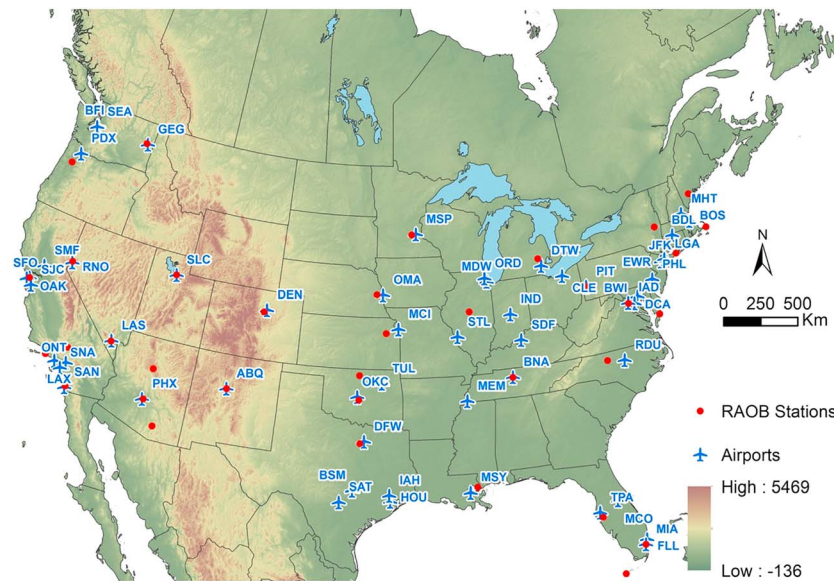 BFI SEA
PDX
GEG
MSP
MHT
BDL BOS
JFK LGA
EWR PHL
DTW
SMF
SFO SJC RNO
OAK
SLC
OMA
MDW ORD
CLE
PIT
BWI IAD
DCA
DEN
MCI
STL
IND
SDF
LAS
ONT SNA
SAN
LAX
PHX
ABQ
TUL
OKC
MEM
BNA
RDU
DFW
BSM
SAT
IAH
HOU
MSY
TPA
MCO
MIA
FLL
N
0 250 500
Km
RAOB Stations
Airports
High : 5469
Low : -136